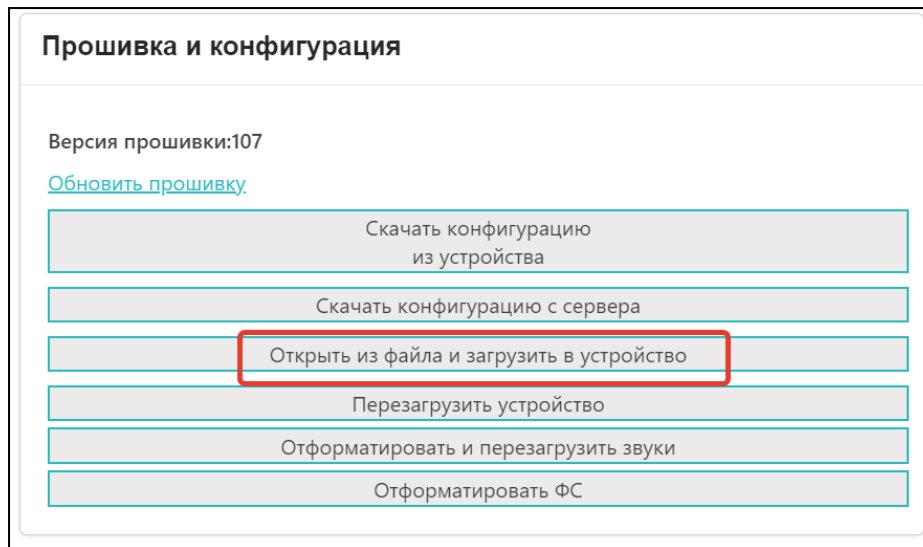 Прошивка и конфигурация
Версия прошивки:107
Обновить прошивку
Скачать конфигурацию
из устройства
Скачать конфигурацию с сервера
Открыть из файла и загрузить в устройство
Перезагрузить устройство
Отформатировать и перезагрузить звуки
Отформатировать ФС